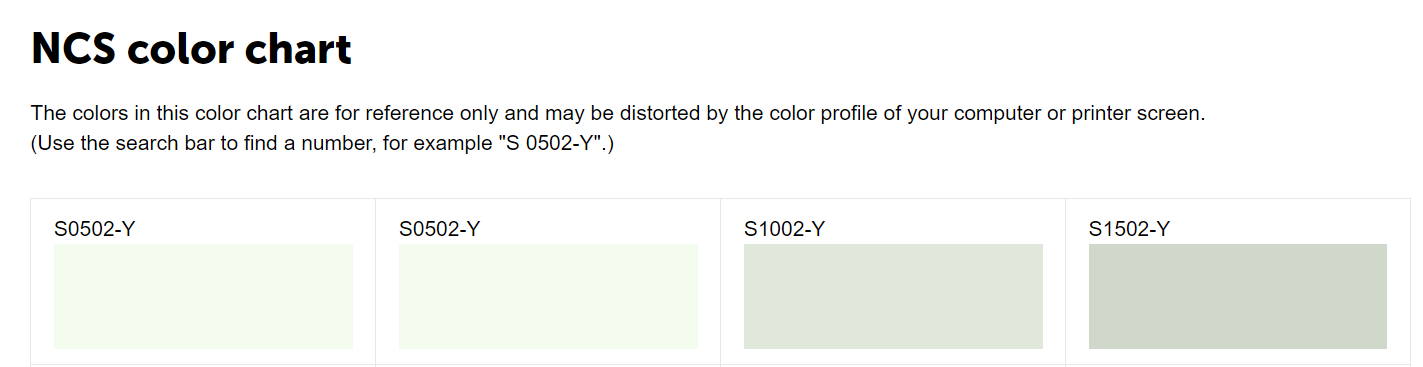 NCS color chart
The colors in this color chart are for reference only and may be distorted by the color profile of your computer or printer screen.
(Use the search bar to find a number, for example "S 0502-Y".)
S0502-Y
S0502-Y
S1002-Y
S1502-Y